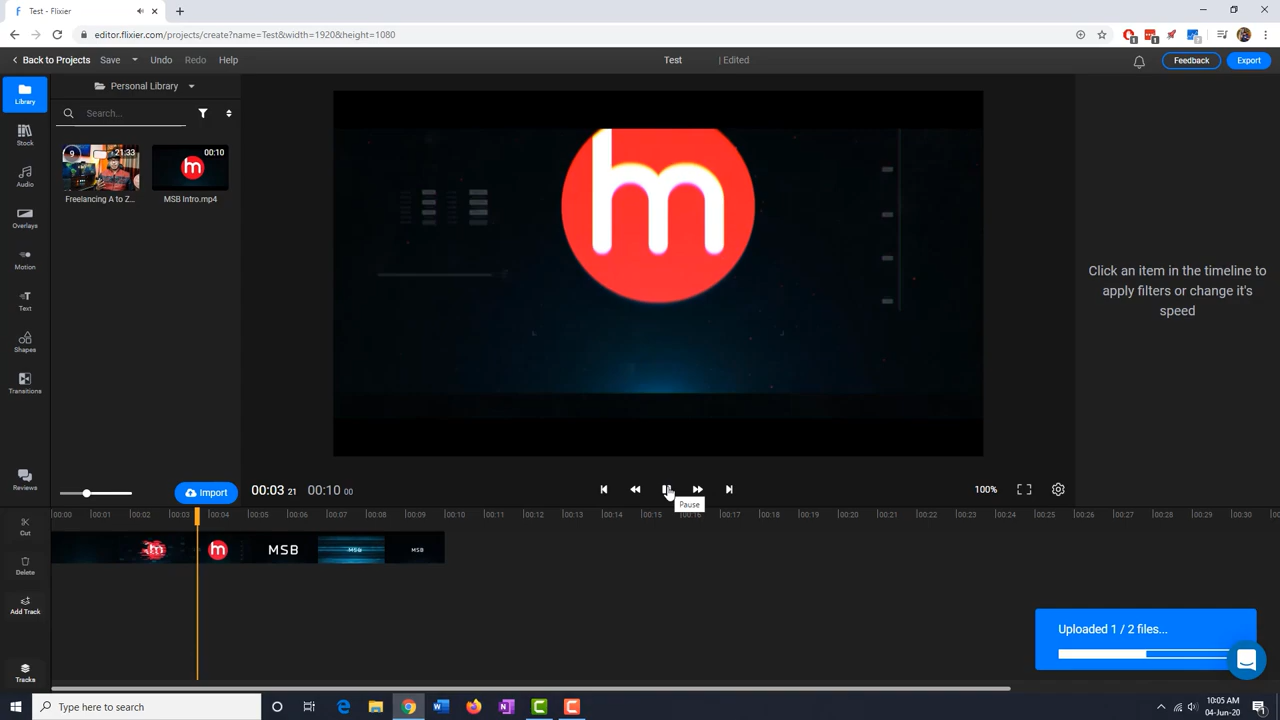 Test - Flixier
editor.flixier.com/projects/create?name=Test&width=1920&height=1080
Back to Projects
Save
Undo
Redo
Help
Test
| Edited
Feedback
Export
Library
Stock
Audio
Overlays
Motion
Text
Shapes
Transitions
Reviews
Personal Library
Search...
9
21:33
Freelancing A to Z...
m
00:10
MSB Intro.mp4
m
Click an item in the timeline to
apply filters or change it's
speed
Import
00:03 21
00:10 00
Pause
100%
00:00 00:01 00:02 00:03 00:04 00:05 00:06 00:07 00:08 00:09 00:10 00:11 00:12 00:13 00:14 00:15 00:16 00:17 00:18 00:19 00:20 00:21 00:22 00:23 00:24 00:25 00:26 00:27 00:28 00:29 00:30
Cut
Delete
Add Track
Tracks
m
m
MSB
MSB
MSB
Uploaded 1 / 2 files...
Type here to search
10:05 AM
04-Jun-20